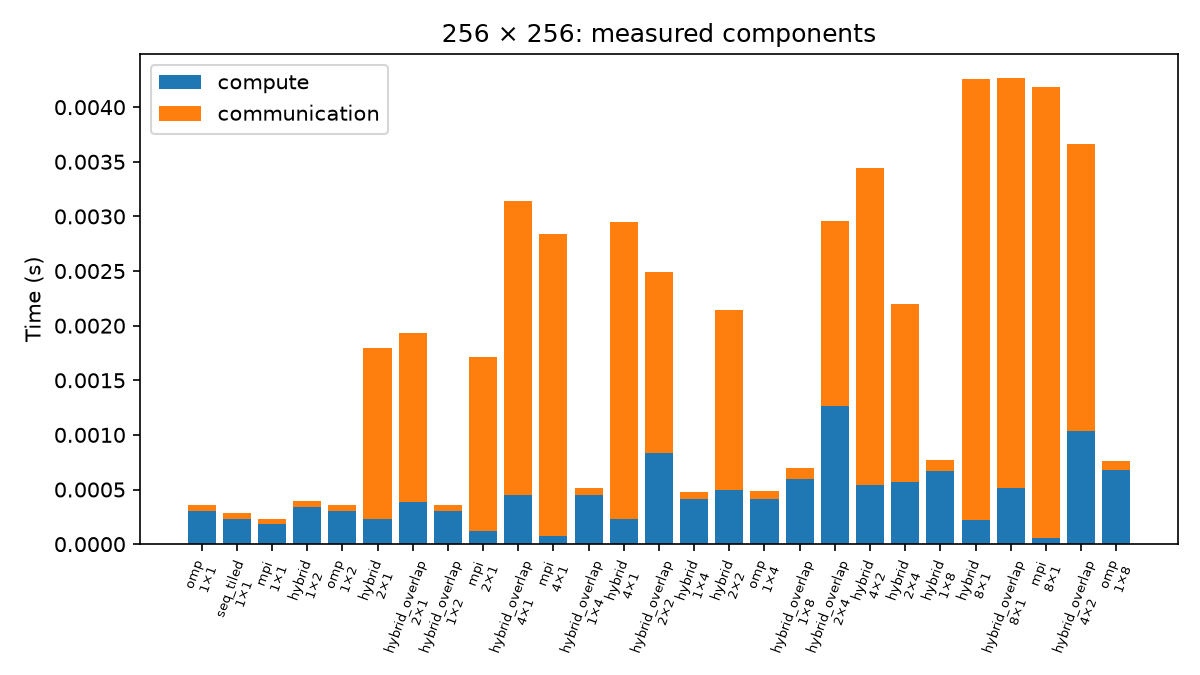 256 × 256: measured components
compute
communication
Time (s)
0.0040
0.0035
0.0030
0.0025
0.0020
0.0015
0.0010
0.0005
0.0000
omp
1×1
seq_tiled
1×1
mpi
1×1
hybrid
1×2
omp
1×2
hybrid
2×1
hybrid_overlap
2×1
hybrid_overlap
1×2
mpi
2×1
hybrid_overlap
4×1
mpi
4×1
hybrid_overlap
1×4
hybrid
4×1
hybrid_overlap
2×2
hybrid
1×4
hybrid
2×2
omp
1×4
hybrid_overlap
1×8
hybrid_overlap
2×4
hybrid
4×2
hybrid
2×4
hybrid
1×8
hybrid
8×1
hybrid_overlap
8×1
mpi
8×1
hybrid_overlap
4×2
omp
1×8